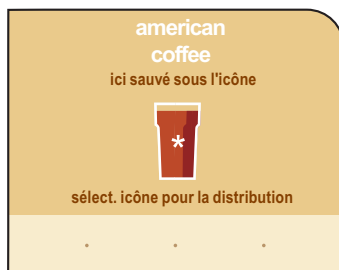 american
coffee
ici sauvé sous l'icône
*
sélect. icône pour la distribution